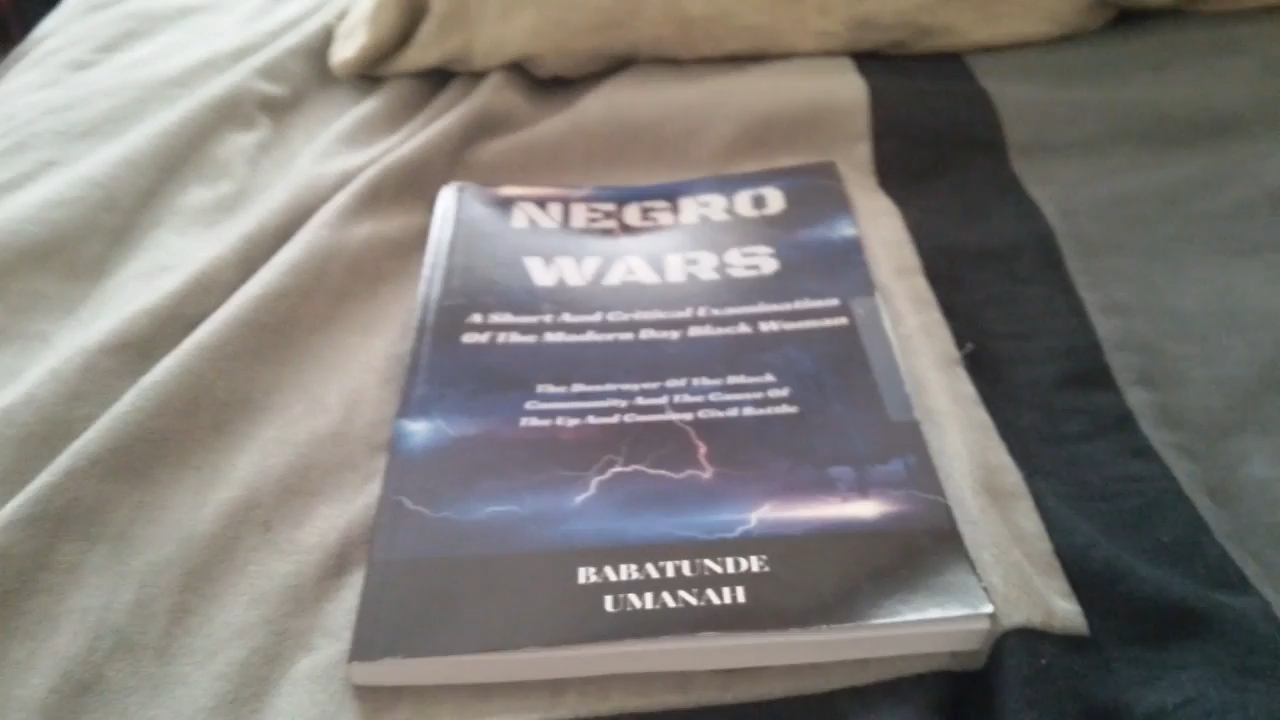 NEGRO
WARS
A Short And Critical Examination
Of The Modern Day Black Woman
The Destroyer Of The Black
Community And The Cause Of
The Up And Coming Civil Battle
BABATUNDE
UMANAH